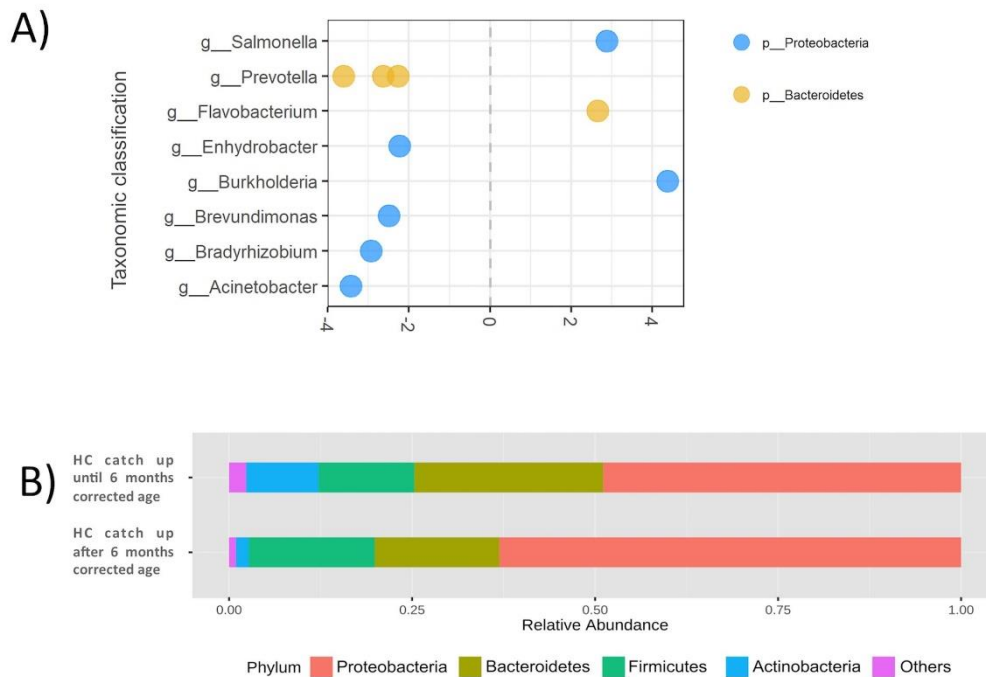 A)
Taxonomic classification
g__Salmonella
g__Prevotella
g__Flavobacterium
g__Enhydrobacter
g__Burkholderia
g__Brevundimonas
g__Bradyrhizobium
g__Acinetobacter
-4 -2 0 2 4
p__Proteobacteria
p__Bacteroidetes
B)
HC catch up
until 6 months
corrected age
HC catch up
after 6 months
corrected age
0.00 0.25 0.50 0.75 1.00
Relative Abundance
Phylum Proteobacteria Bacteroidetes Firmicutes Actinobacteria Others